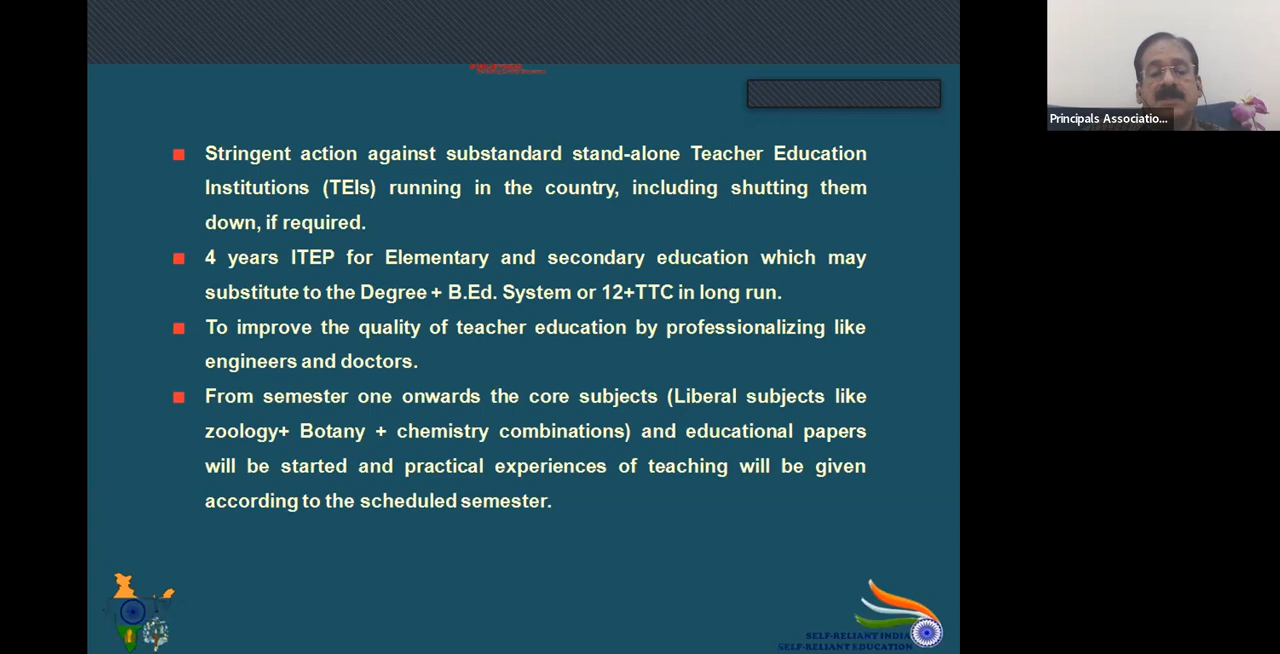 Principals Associatio...
Stringent action against substandard stand-alone Teacher Education
Institutions (TEIs) running in the country, including shutting them
down, if required.
4 years ITEP for Elementary and secondary education which may
substitute to the Degree + B.Ed. System or 12+TTC in long run.
To improve the quality of teacher education by professionalizing like
engineers and doctors.
From semester one onwards the core subjects (Liberal subjects like
zoology+ Botany + chemistry combinations) and educational papers
will be started and practical experiences of teaching will be given
according to the scheduled semester.
SELF-RELIANT INDIA
SELF-RELIANT EDUCATION